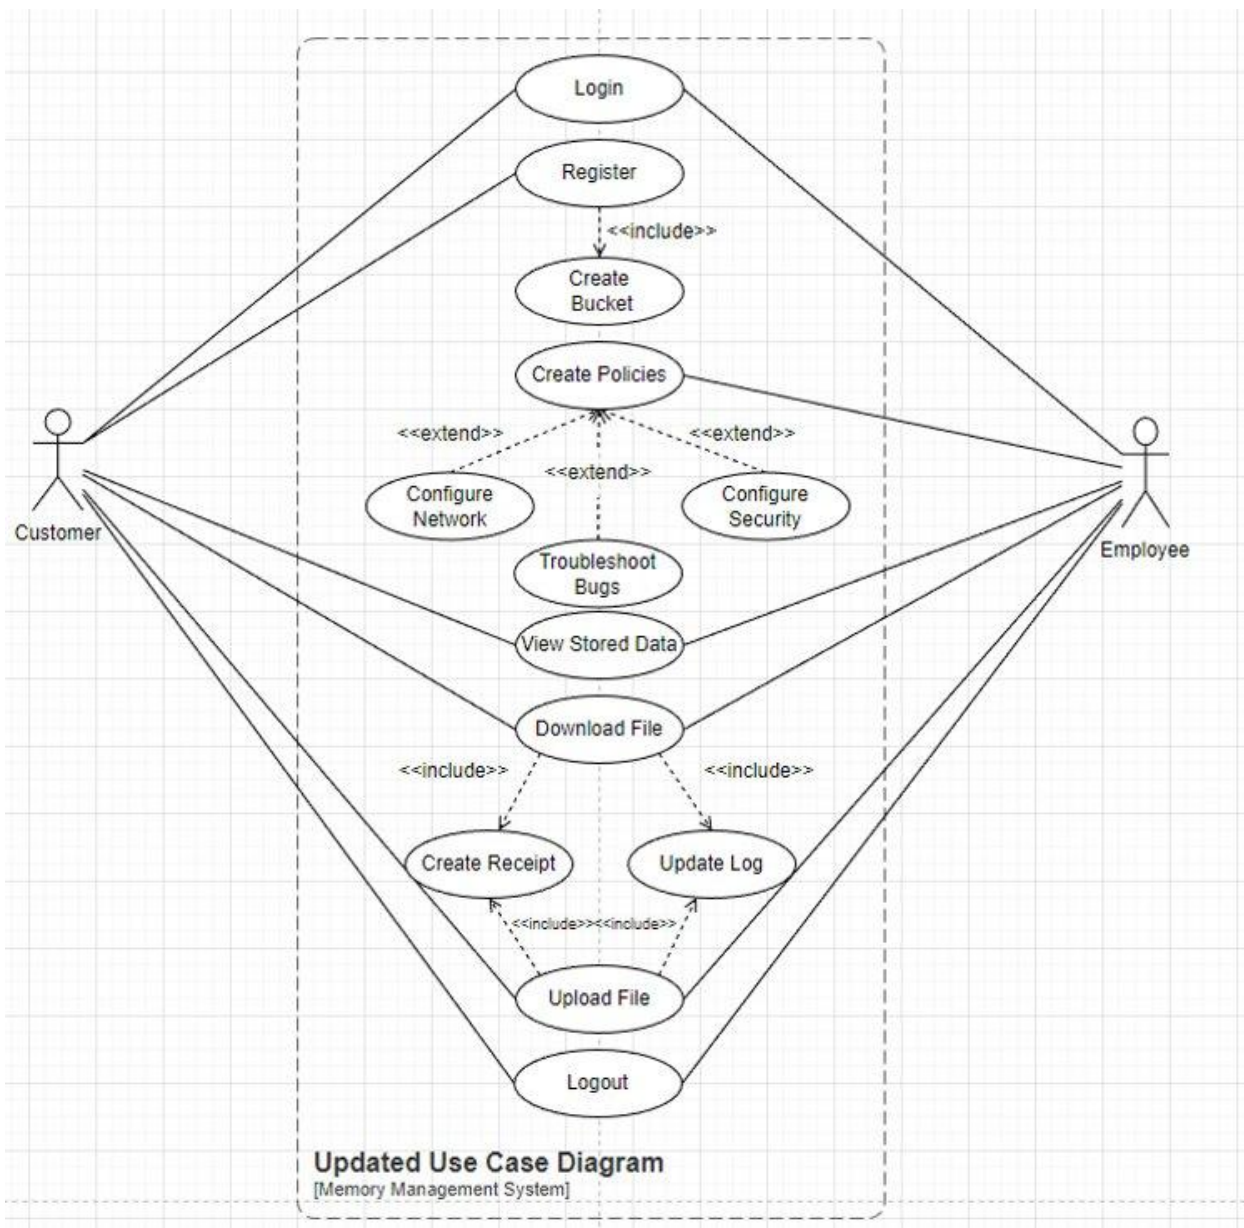 Login
Register
<<include>>
Create
Bucket
Create Policies
<<extend>>
<<extend>>
<<extend>>
Configure
Network
Configure
Security
Customer
Employee
Troubleshoot
Bugs
View Stored Data
Download File
<<include>>
<<include>>
Create Receipt
Update Log
<<include>><<include>>
Upload File
Logout
Updated Use Case Diagram
[Memory Management System]